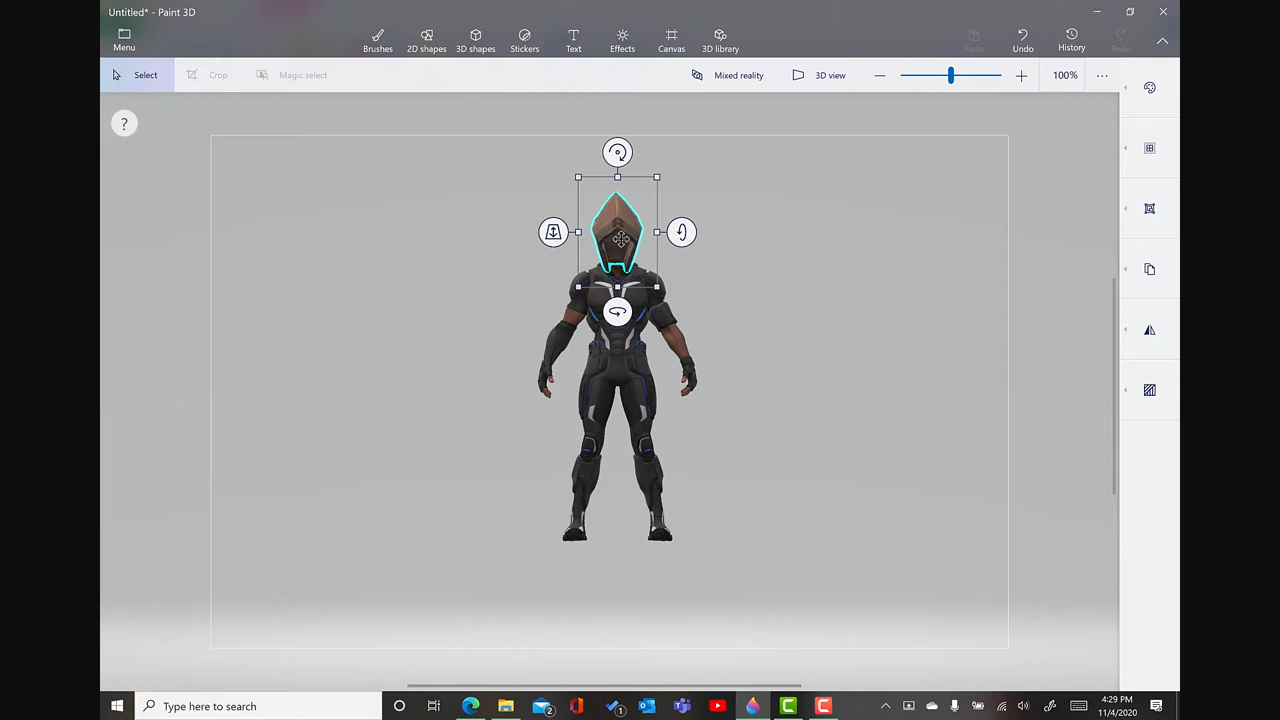 Untitled* - Paint 3D
Menu
Brushes
2D shapes
3D shapes
Stickers
Text
Effects
Canvas
3D library
Paste
Undo
History
Redo
Select
Crop
Magic select
Mixed reality
3D view
100%
?
Type here to search
2
1
4:29 PM
11/4/2020